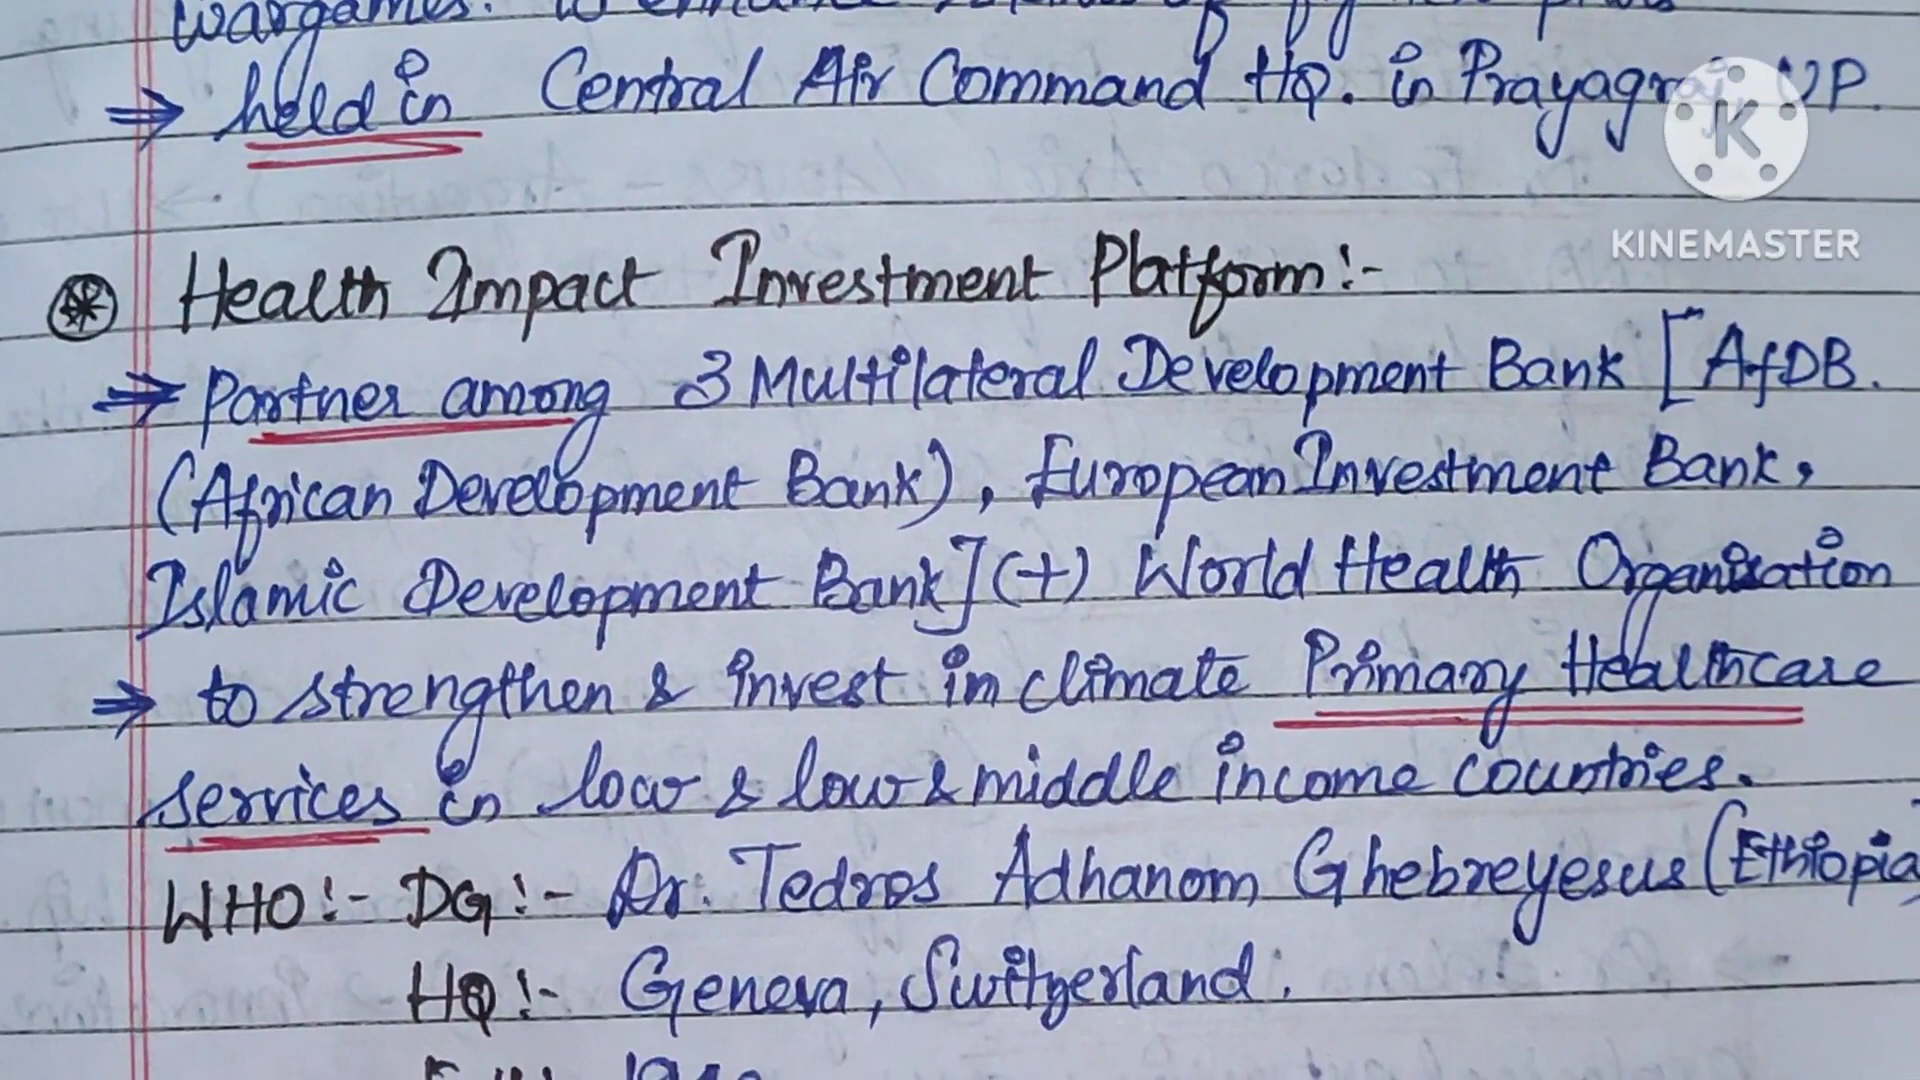 wargames. to enhance
⇒ held in Central Air Command HQ. in Prayagraj, UP.
KINEMASTER
Health Impact Investment Platform:-
⇒ Partner among 3 Multilateral Development Bank [AfDB.
(African Development Bank), European Investment Bank,
Islamic Development Bank] (+) World Health Organisation
⇒ to strengthen & invest in climate Primary Healthcare
services in low & low & middle income countries.
WHO:- DG:- Dr. Tedros Adhanom Ghebreyesus (Ethiopia)
HQ:- Geneva, Switzerland.